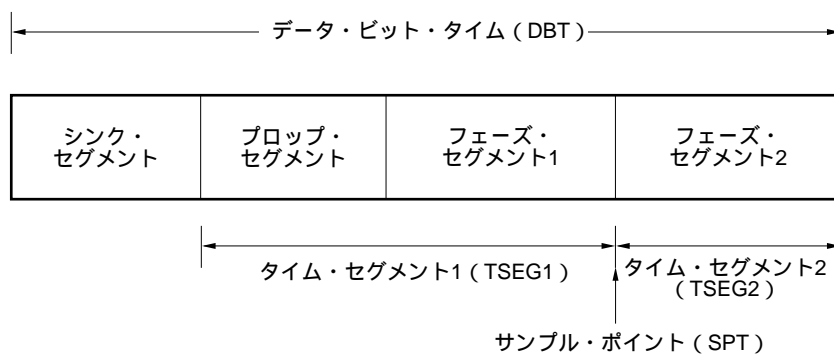 データ・ビット・タイム（DBT）
シンク・
セグメント
プロップ・
セグメント
フェーズ・
セグメント1
フェーズ・
セグメント2
タイム・セグメント1（TSEG1）
タイム・セグメント2
（TSEG2）
サンプル・ポイント（SPT）